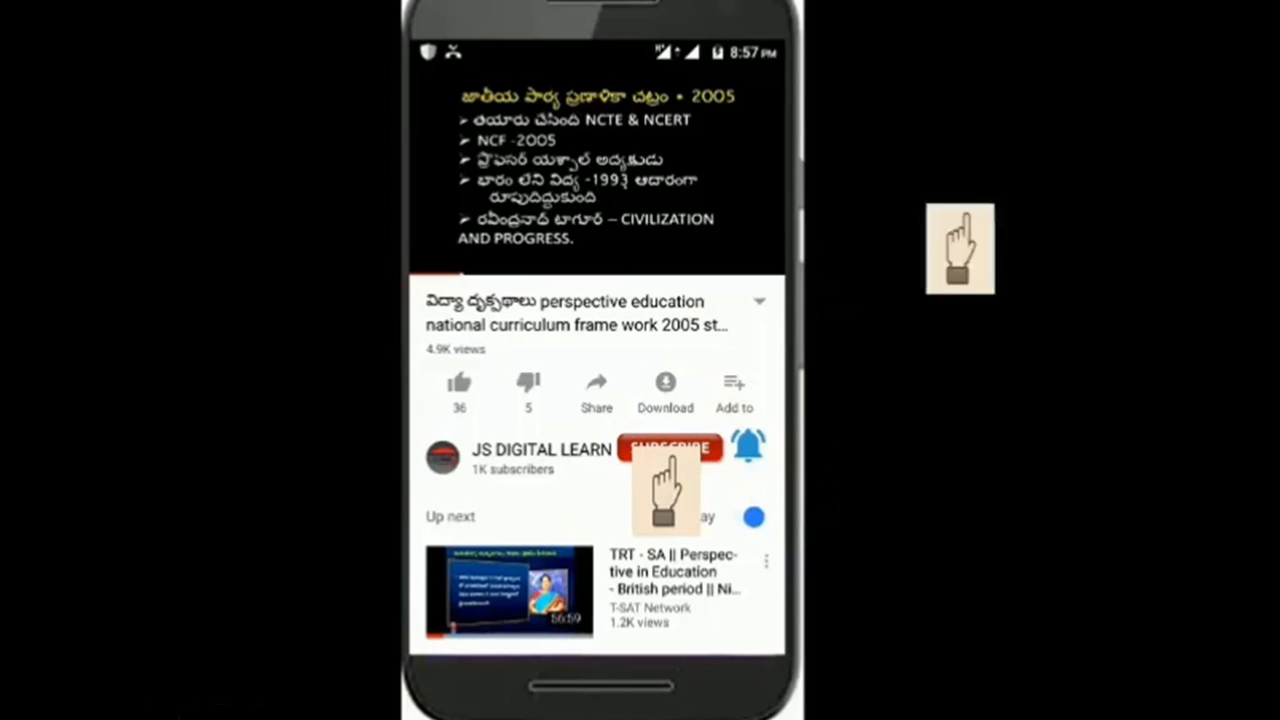 8:57 PM
జాతీయ పాఠ్య ప్రణాళికా చట్రం - 2005
➢ తయారు చేసింది NCTE & NCERT
➢ NCF -2005
➢ ప్రొఫెసర్ యశ్పాల్ అద్యక్షుడు
➢ భారం లేని విద్య -1993 ఆదారంగా
రూపుదిద్దుకుంది
➢ రవీంద్రనాధ్ టాగూర్ – CIVILIZATION
AND PROGRESS.
విద్యా దృక్పథాలు perspective education
national curriculum frame work 2005 st...
4.9K views
36 5 Share Download Add to
JS DIGITAL LEARN SUBSCRIBE
1K subscribers
Up next ay
TRT - SA || Perspec-
tive in Education
- British period || Ni...
T-SAT Network
1.2K views
56:59